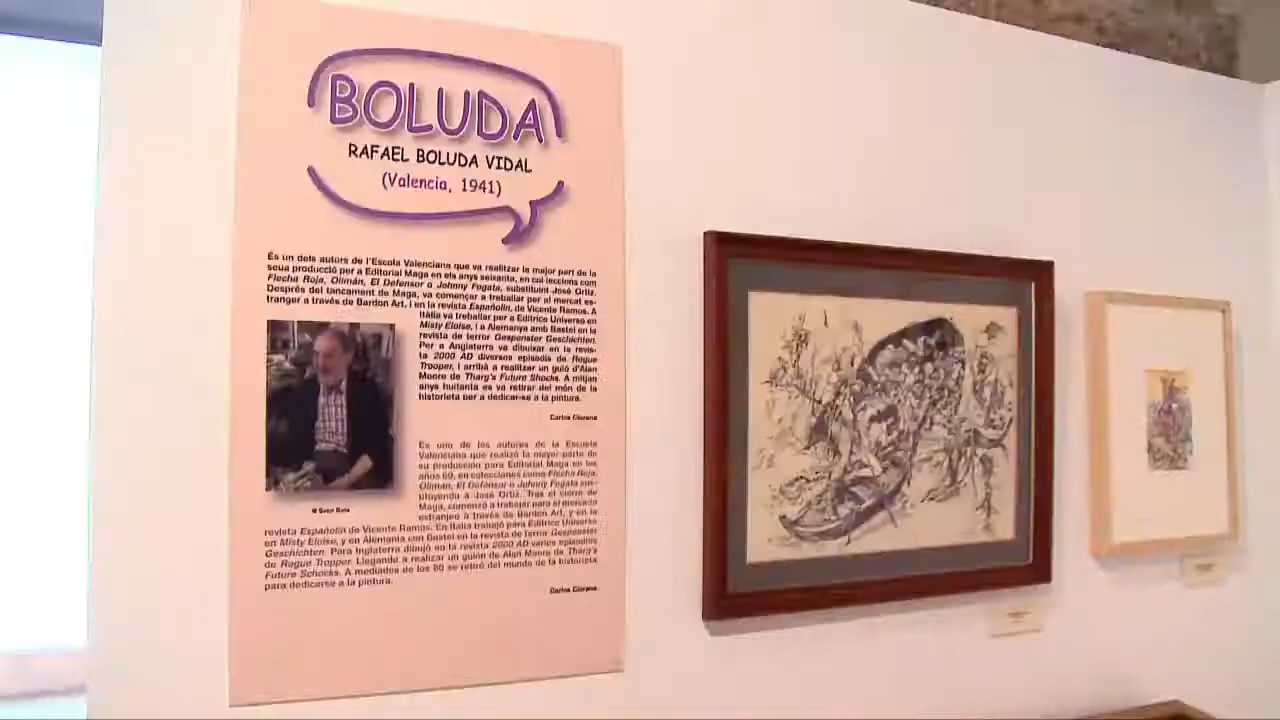 BOLUDA
RAFAEL BOLUDA VIDAL
(Valencia, 1941)
És un dels autors de l'Escola Valenciana que va realitzar la major part de la
seua producció per a Editorial Maga en els anys seixanta, en col·leccions com
Flecha Roja, Olimán, El Defensor o Johnny Fogata, substituint José Ortiz.
Després del tancament de Maga, va començar a treballar per al mercat es-
tranger a través de Bardon Art, i en la revista Españolín, de Vicente Ramos. A
Itàlia va treballar per a Editrice Universo en
Misty Eloise, i a Alemanya amb Bastei en la
revista de terror Gespenster Geschichten.
Per a Anglaterra va dibuixar en la revis-
ta 2000 AD diversos episodis de Rogue
Trooper, i arribà a realitzar un guió d'Alan
Moore de Tharg's Future Shocks. A mitjan
anys huitanta es va retirar del món de la
historieta per a dedicar-se a la pintura.
Carlos Ciurana
Es uno de los autores de la Escuela
Valenciana que realizó la mayor parte de
su producción para Editorial Maga en los
años 60, en colecciones como Flecha Roja,
Olimán, El Defensor o Johnny Fogata sus-
tituyendo a José Ortiz. Tras el cierre de
Maga, comenzó a trabajar para el mercado
extranjero a través de Bardon Art, y en la
revista Españolín de Vicente Ramos. En Italia trabajó para Editrice Universo
en Misty Eloise, y en Alemania con Bastei en la revista de terror Gespenster
Geschichten. Para Inglaterra dibujó en la revista 2000 AD varios episodios
de Rogue Tropper. Llegando a realizar un guión de Alan Moore de Tharg's
Future Schocks. A mediados de los 80 se retiró del mundo de la historieta
para dedicarse a la pintura.
Carlos Ciurana